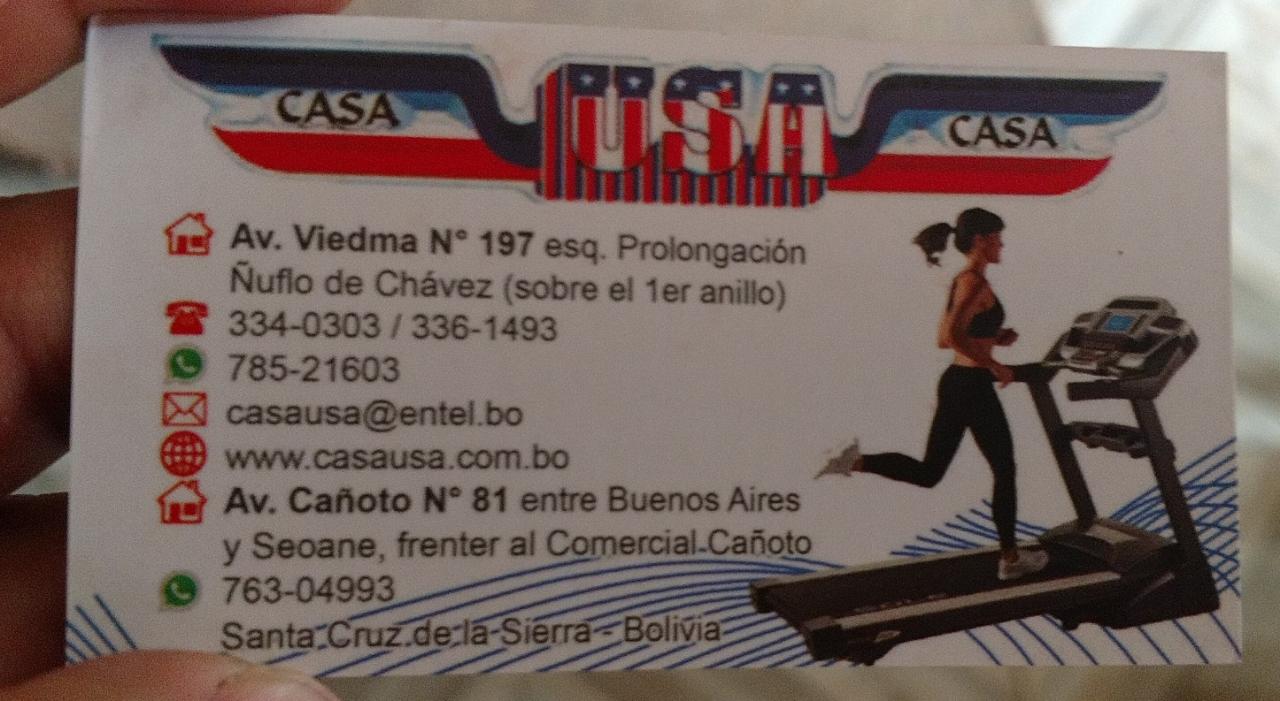 CASA USA CASA
Av. Viedma N° 197 esq. Prolongación
Ñuflo de Chávez (sobre el 1er anillo)
334-0303 / 336-1493
785-21603
casausa@entel.bo
www.casausa.com.bo
Av. Cañoto N° 81 entre Buenos Aires
y Seoane, frenter al Comercial Cañoto
763-04993
Santa Cruz de la Sierra - Bolivia
SOLE